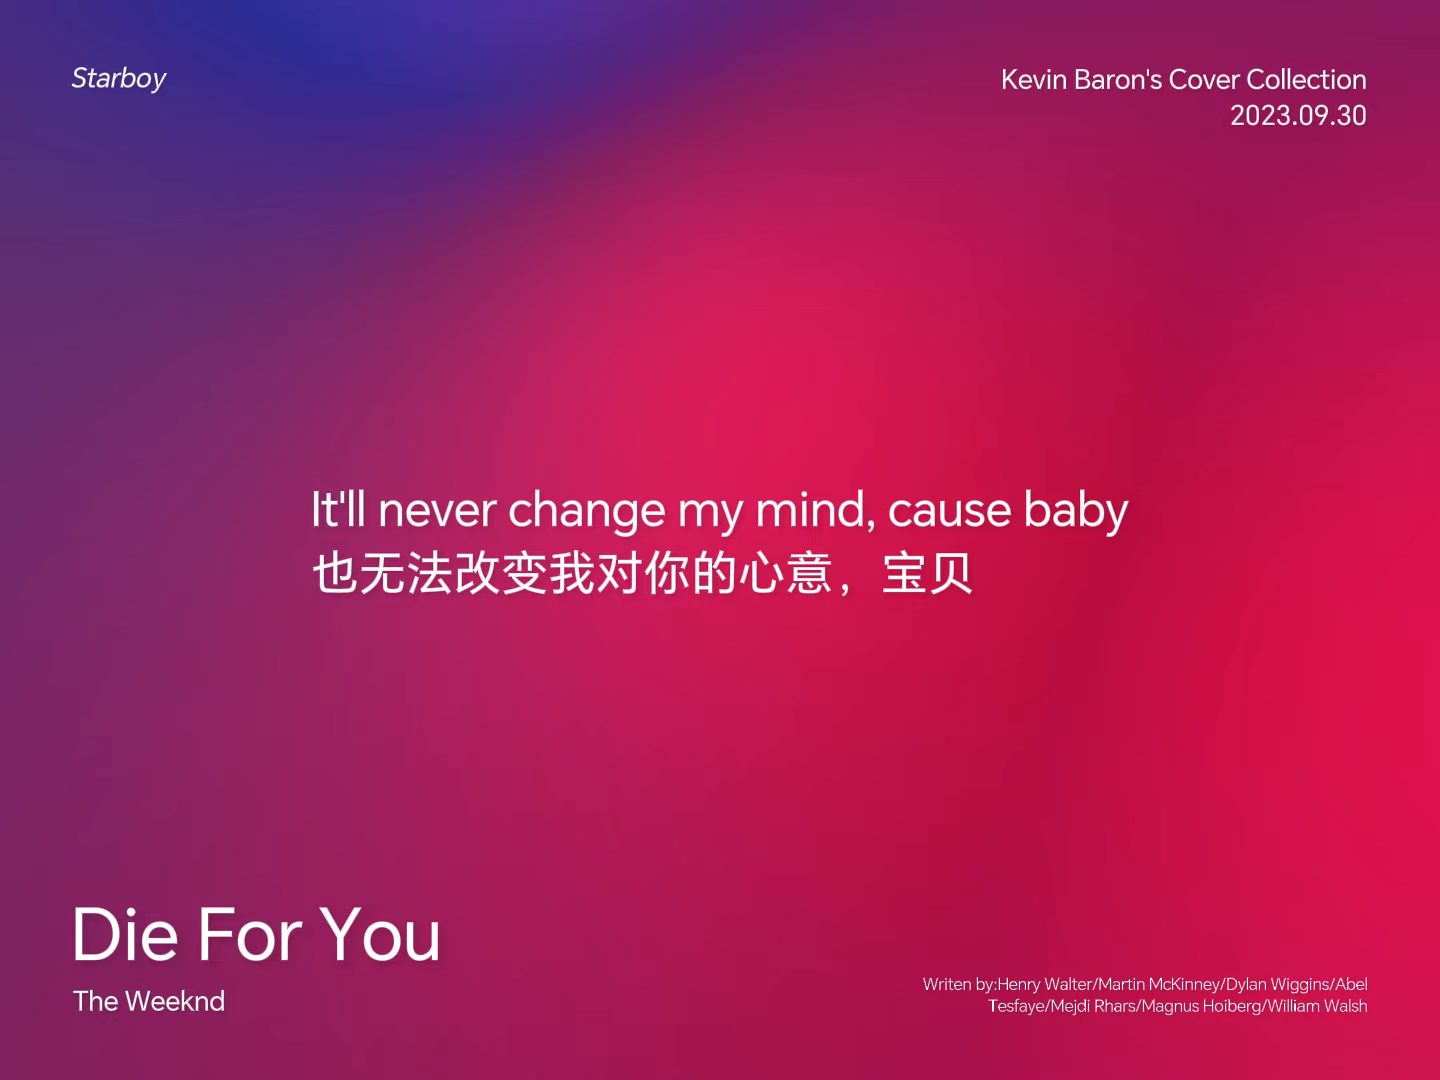 Starboy
Kevin Baron's Cover Collection
2023.09.30
It'll never change my mind, cause baby
也无法改变我对你的心意，宝贝
Die For You
The Weeknd
Writen by:Henry Walter/Martin McKinney/Dylan Wiggins/Abel
Tesfaye/Mejdi Rhars/Magnus Hoiberg/William Walsh